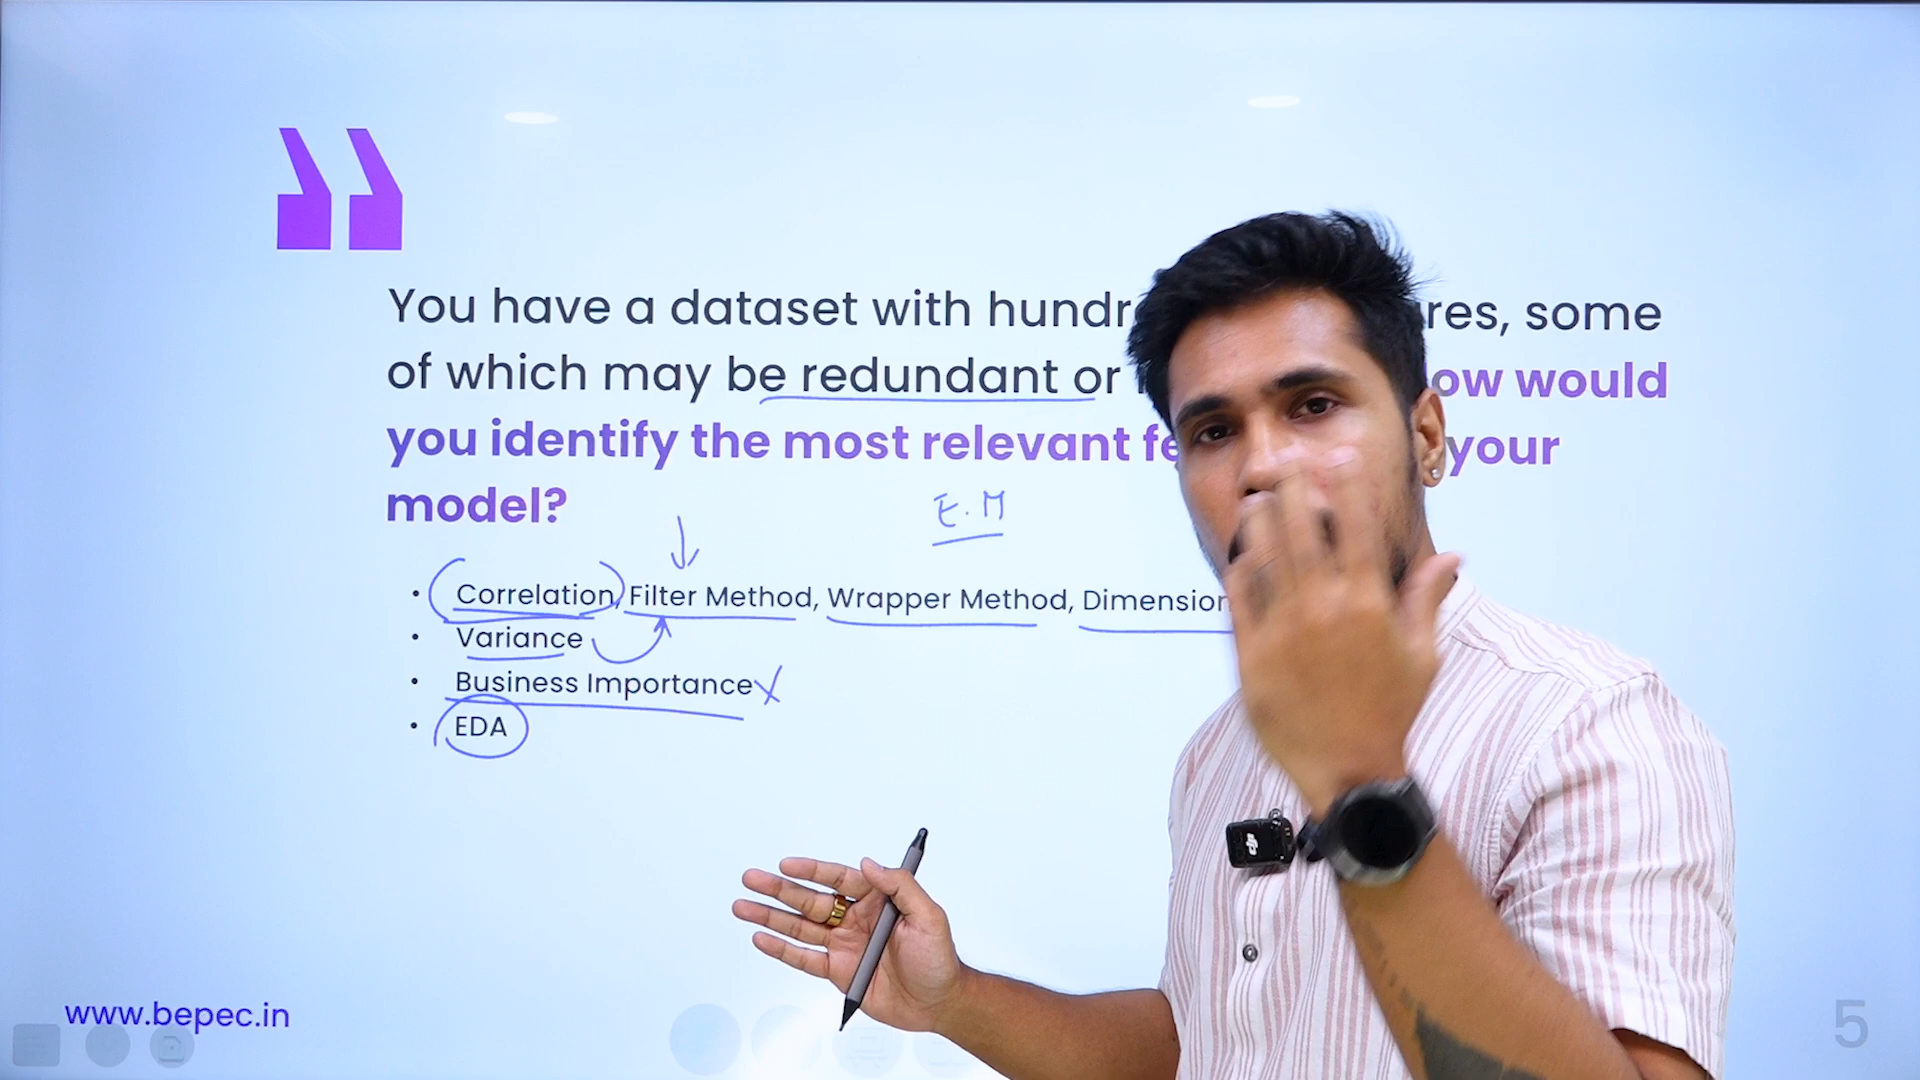 You have a dataset with hundr res, some
of which may be redundant or ow would
you identify the most relevant fe your
model?
E.M
• Correlation, Filter Method, Wrapper Method, Dimension
• Variance
• Business Importance X
• EDA
www.bepec.in
5
dji